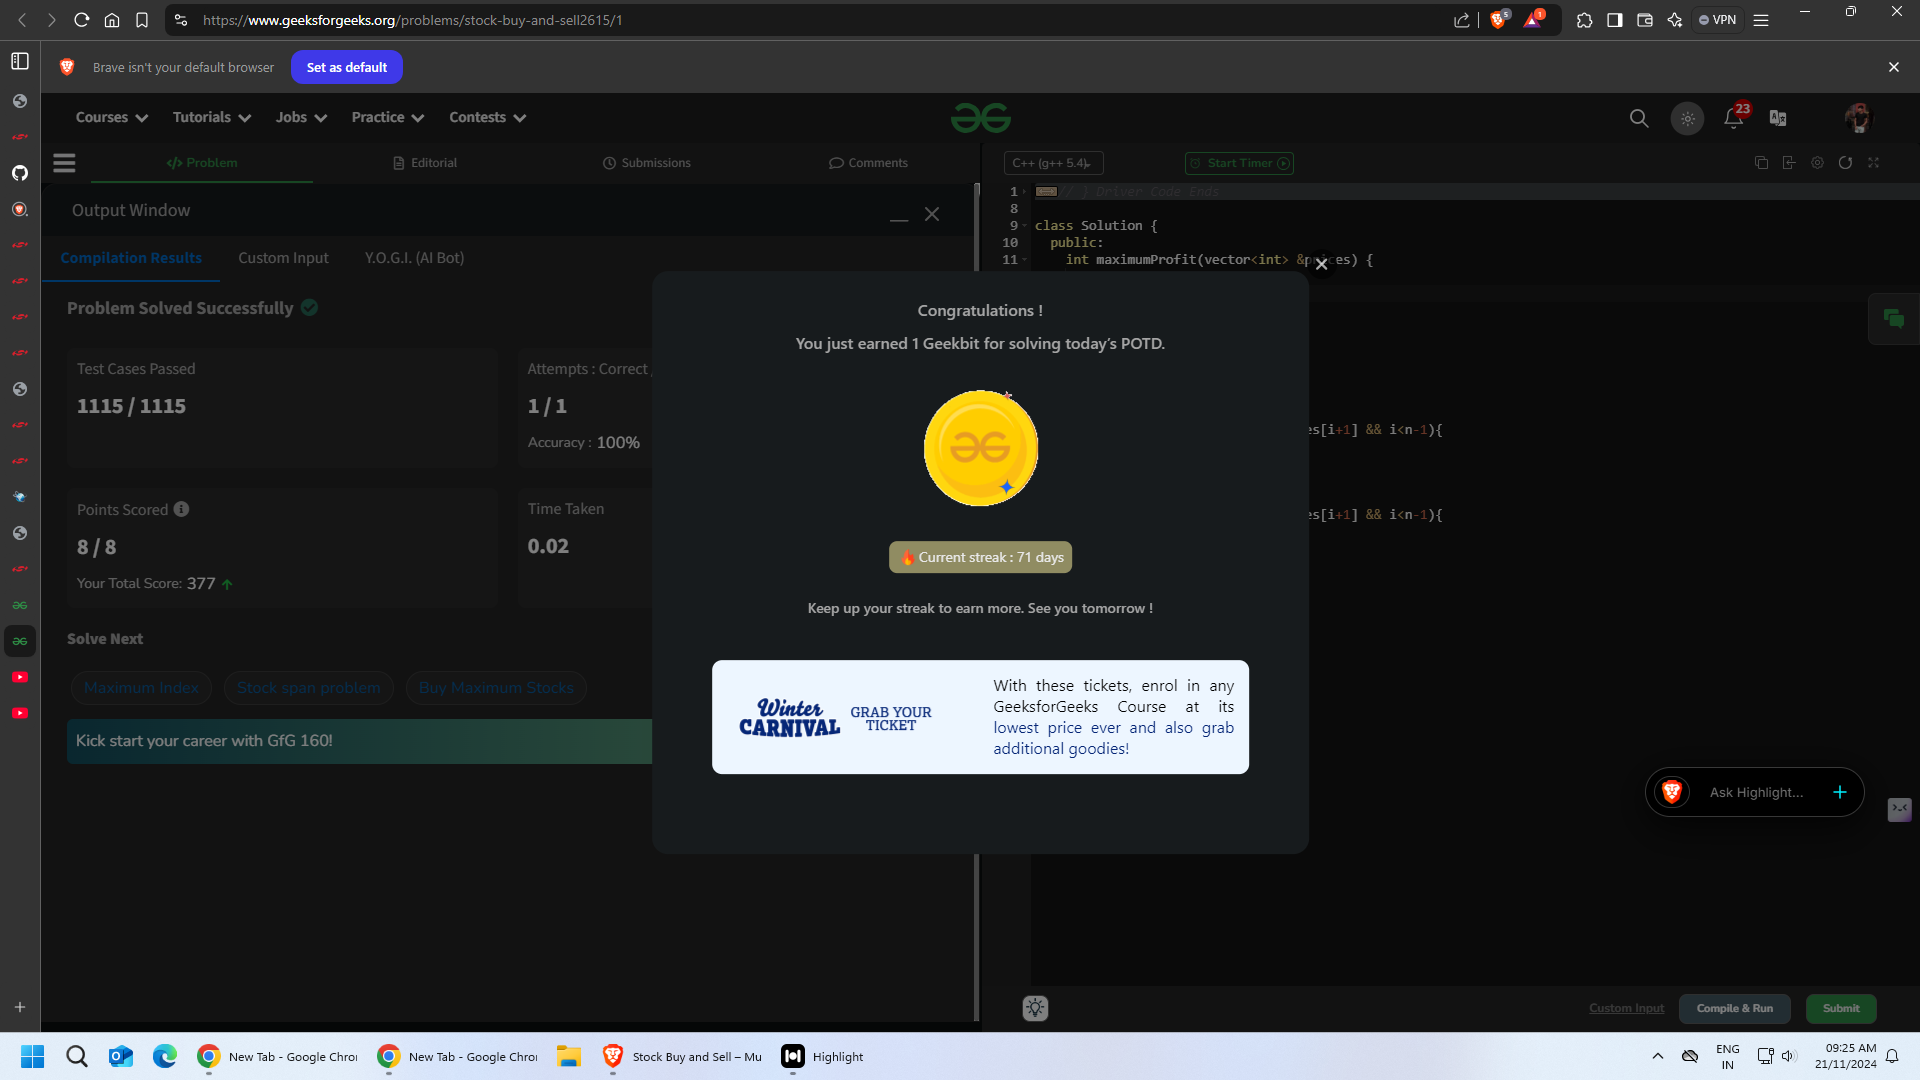 https://www.geeksforgeeks.org/problems/stock-buy-and-sell2615/1
5
1
VPN
Brave isn't your default browser
Set as default
Courses
Tutorials
Jobs
Practice
Contests
23
</> Problem
Editorial
Submissions
Comments
C++ (g++ 5.4)
Start Timer
Output Window
Compilation Results
Custom Input
Y.O.G.I. (AI Bot)
Problem Solved Successfully
Test Cases Passed
1115 / 1115
Attempts : Correct
1 / 1
Accuracy : 100%
Points Scored
8 / 8
Your Total Score: 377
Time Taken
0.02
Solve Next
Maximum Index
Stock span problem
Buy Maximum Stocks
Kick start your career with GfG 160!
1 // } Driver Code Ends
8
9 class Solution {
10 public:
11 int maximumProfit(vector<int> &prices) {
es[i+1] && i<n-1){
es[i+1] && i<n-1){
Congratulations !
You just earned 1 Geekbit for solving today's POTD.
Current streak : 71 days
Keep up your streak to earn more. See you tomorrow !
Winter
CARNIVAL
GRAB YOUR
TICKET
With these tickets, enrol in any
GeeksforGeeks Course at its
lowest price ever and also grab
additional goodies!
Ask Highlight...
Custom Input
Compile & Run
Submit
New Tab - Google Chro
New Tab - Google Chro
Stock Buy and Sell – Mu
Highlight
ENG
IN
09:25 AM
21/11/2024